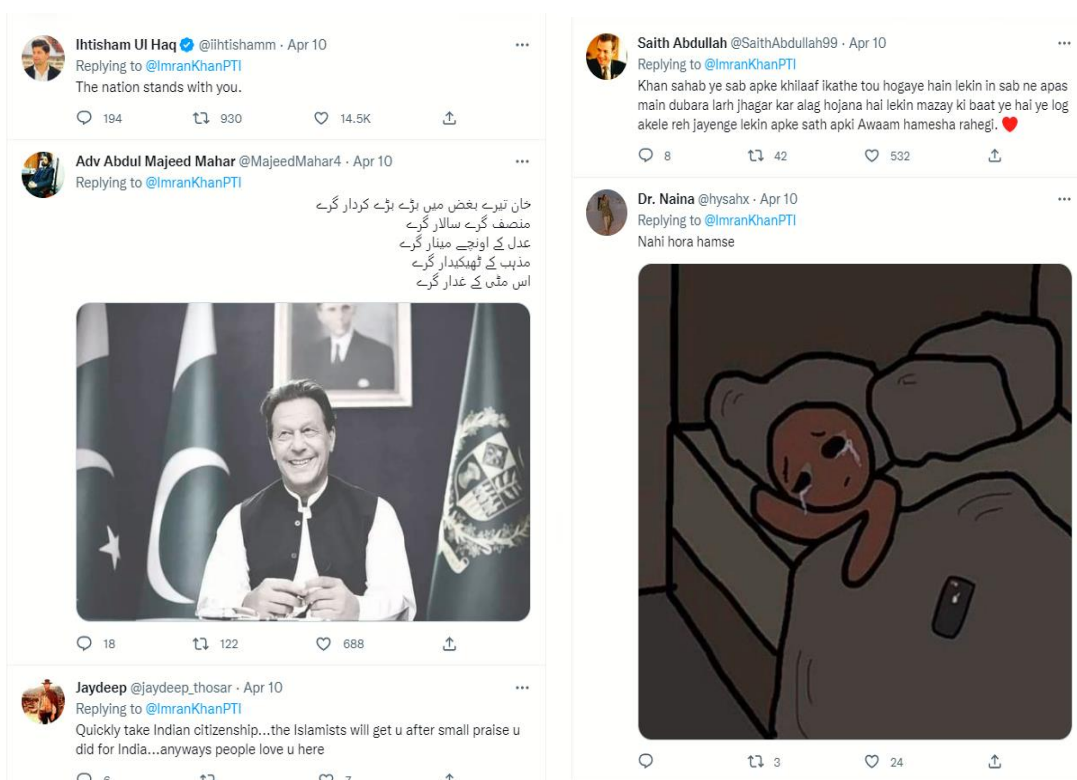 Ihtisham Ul Haq @iihtishamm · Apr 10
Replying to @ImranKhanPTI
The nation stands with you.
194 930 14.5K
Adv Abdul Majeed Mahar @MajeedMahar4 · Apr 10
Replying to @ImranKhanPTI
خان تیرے بغض میں بڑے بڑے کردار گرے
منصف گرے سالار گرے
عدل کے اونچے مینار گرے
مذہب کے ٹھیکیدار گرے
اس مٹی کے غدار گرے
18 122 688
Jaydeep @jaydeep_thosar · Apr 10
Replying to @ImranKhanPTI
Quickly take Indian citizenship...the Islamists will get u after small praise u
did for India...anyways people love u here
Saith Abdullah @SaithAbdullah99 · Apr 10
Replying to @ImranKhanPTI
Khan sahab ye sab apke khilaaf ikathe tou hogaye hain lekin in sab ne apas
main dubara larh jhagar kar alag hojana hai lekin mazay ki baat ye hai ye log
akele reh jayenge lekin apke sath apki Awaam hamesha rahegi. ❤️
8 42 532
Dr. Naina @hysahx · Apr 10
Replying to @ImranKhanPTI
Nahi hora hamse
3 24